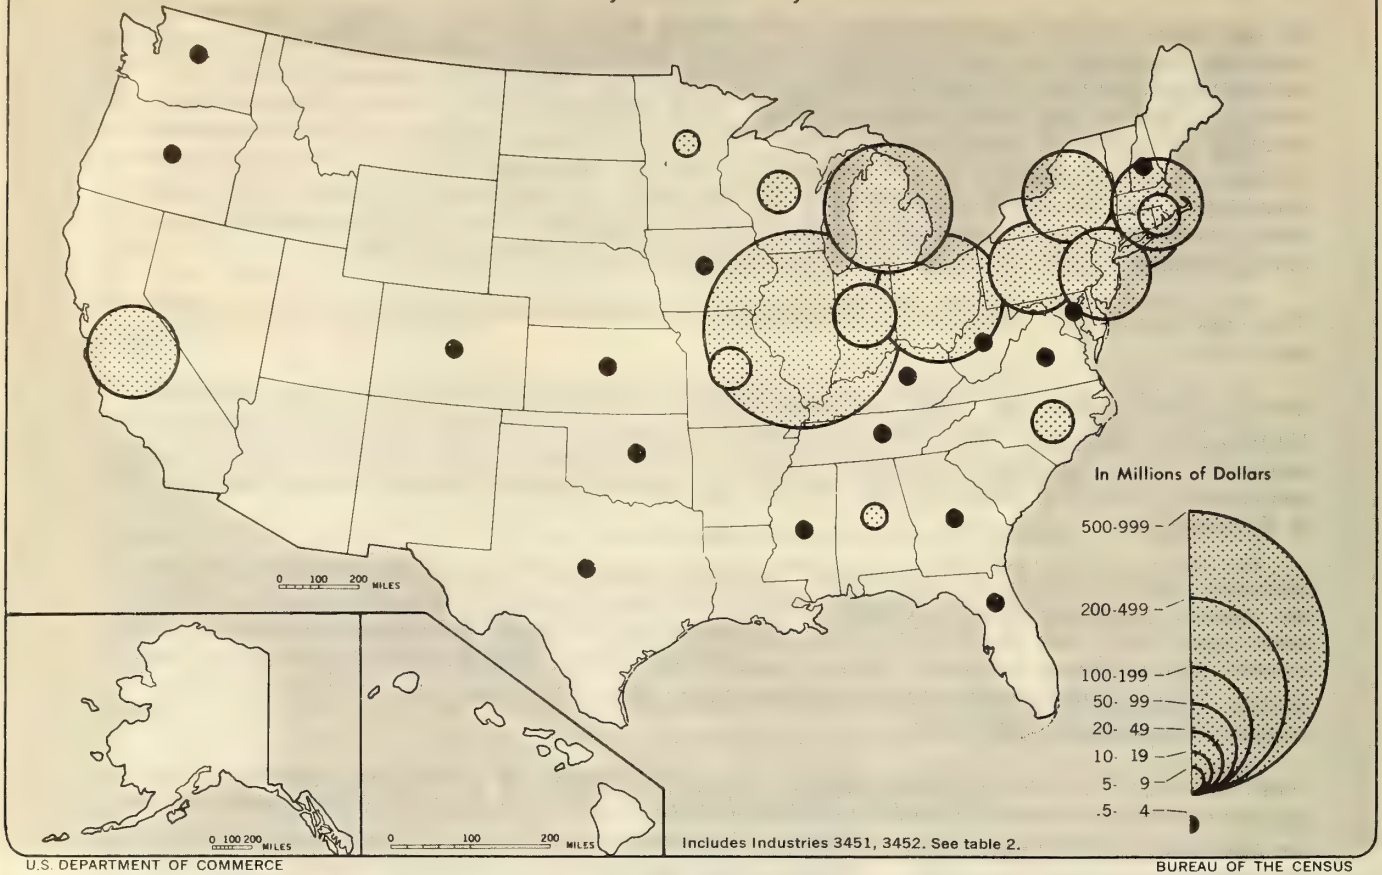 In Millions of Dollars
500-999
200-499
100-199
50- 99
20- 49
10- 19
5- 9
.5- 4
0 100 200 MILES
0 100 200 MILES
0 100 200 MILES
Includes Industries 3451, 3452. See table 2.
U.S. DEPARTMENT OF COMMERCE
BUREAU OF THE CENSUS